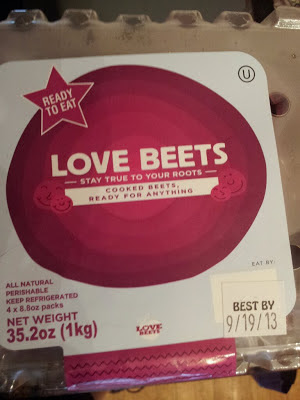 READY
TO EAT
U
LOVE BEETS
STAY TRUE TO YOUR ROOTS
COOKED BEETS,
READY FOR ANYTHING
EAT BY:
ALL NATURAL
PERISHABLE
KEEP REFRIGERATED
4 x 8.8oz packs
NET WEIGHT
35.2oz (1kg)
LOVE
BEETS
BEST BY
9/19/13